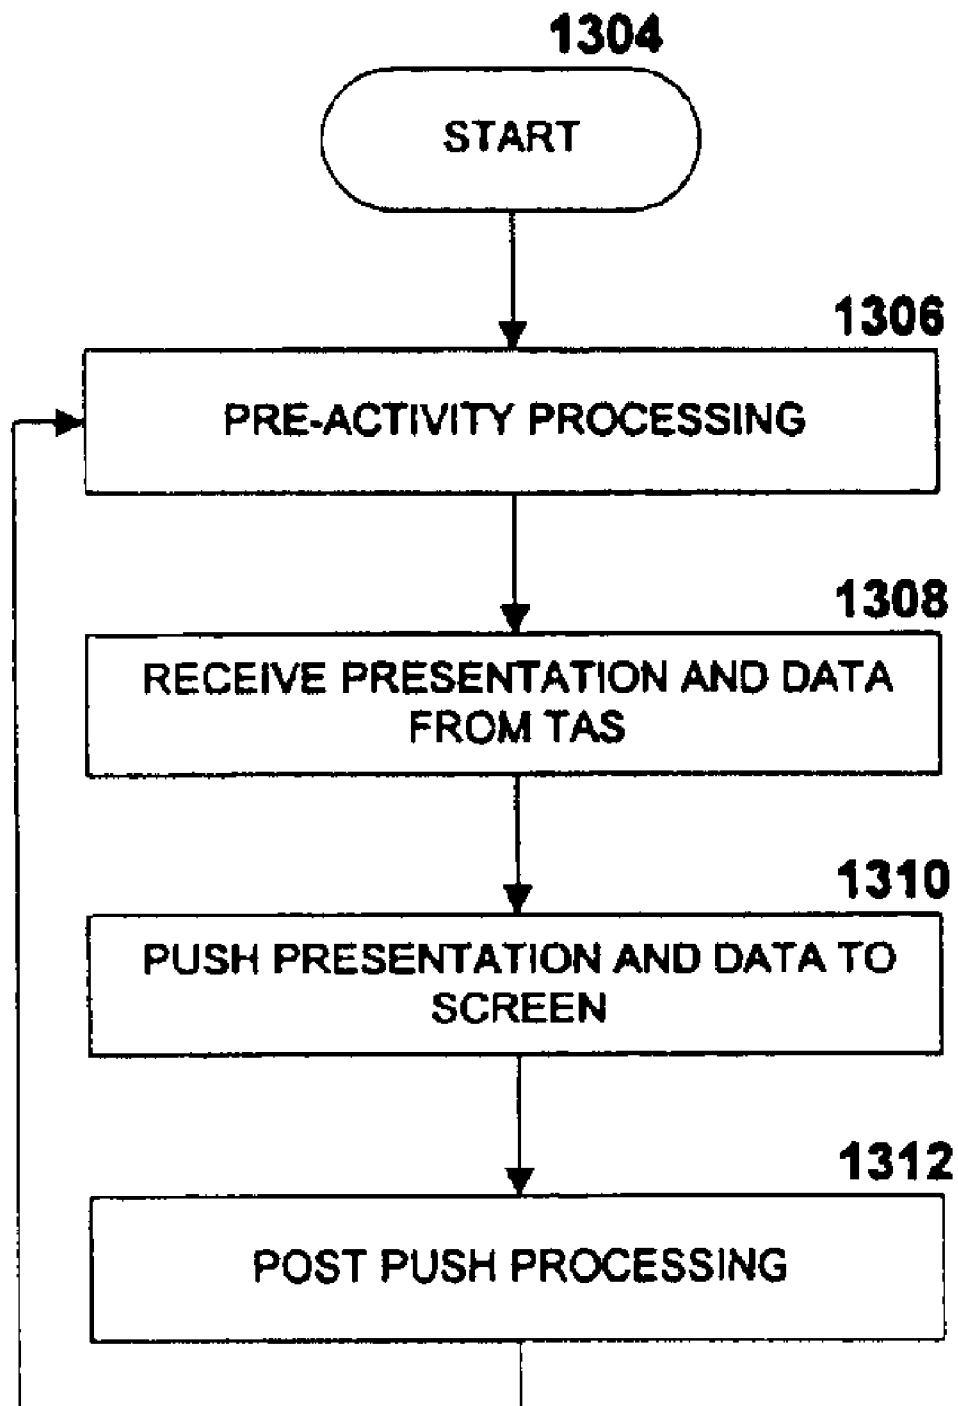 1304
START
1306
PRE-ACTIVITY PROCESSING
1308
RECEIVE PRESENTATION AND DATA
FROM TAS
1310
PUSH PRESENTATION AND DATA TO
SCREEN
1312
POST PUSH PROCESSING